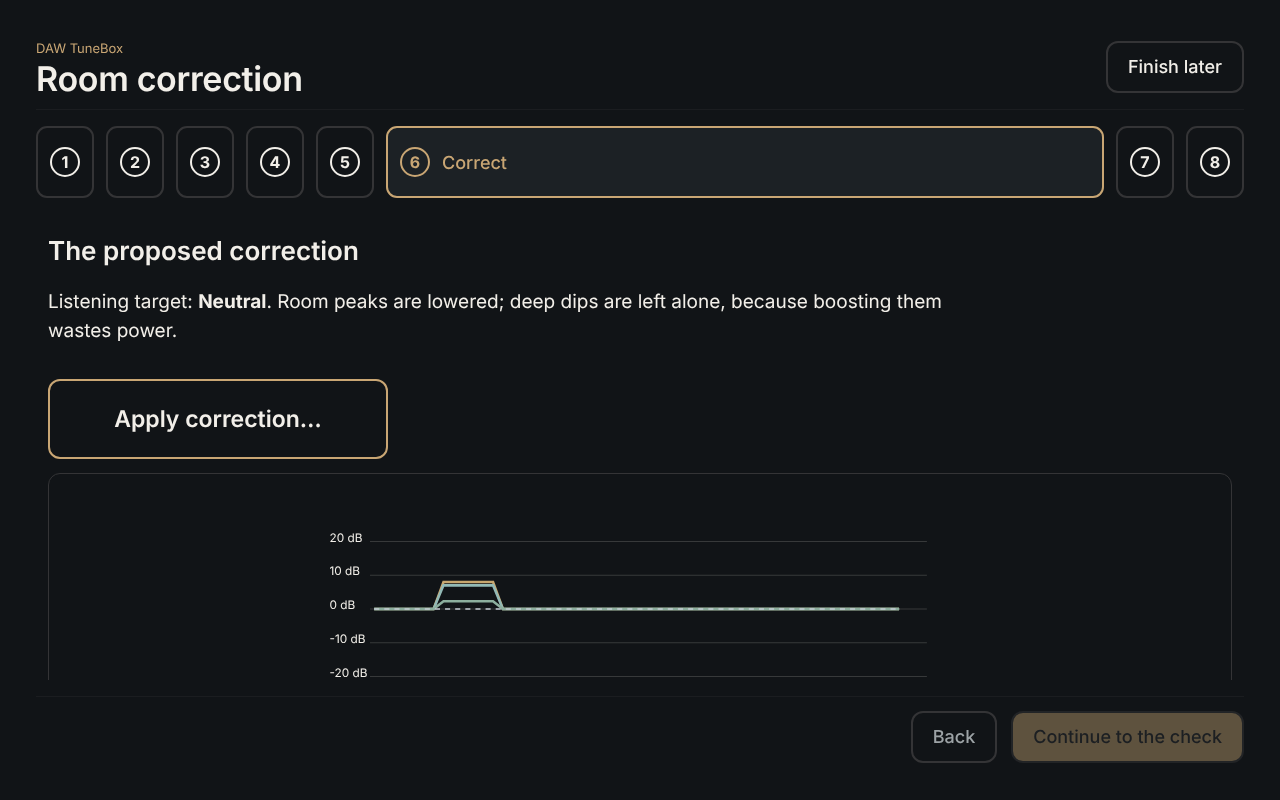 DAW TuneBox
Room correction
Finish later
1
2
3
4
5
6 Correct
7
8
The proposed correction
Listening target: Neutral. Room peaks are lowered; deep dips are left alone, because boosting them
wastes power.
Apply correction...
20 dB
10 dB
0 dB
-10 dB
-20 dB
Back
Continue to the check